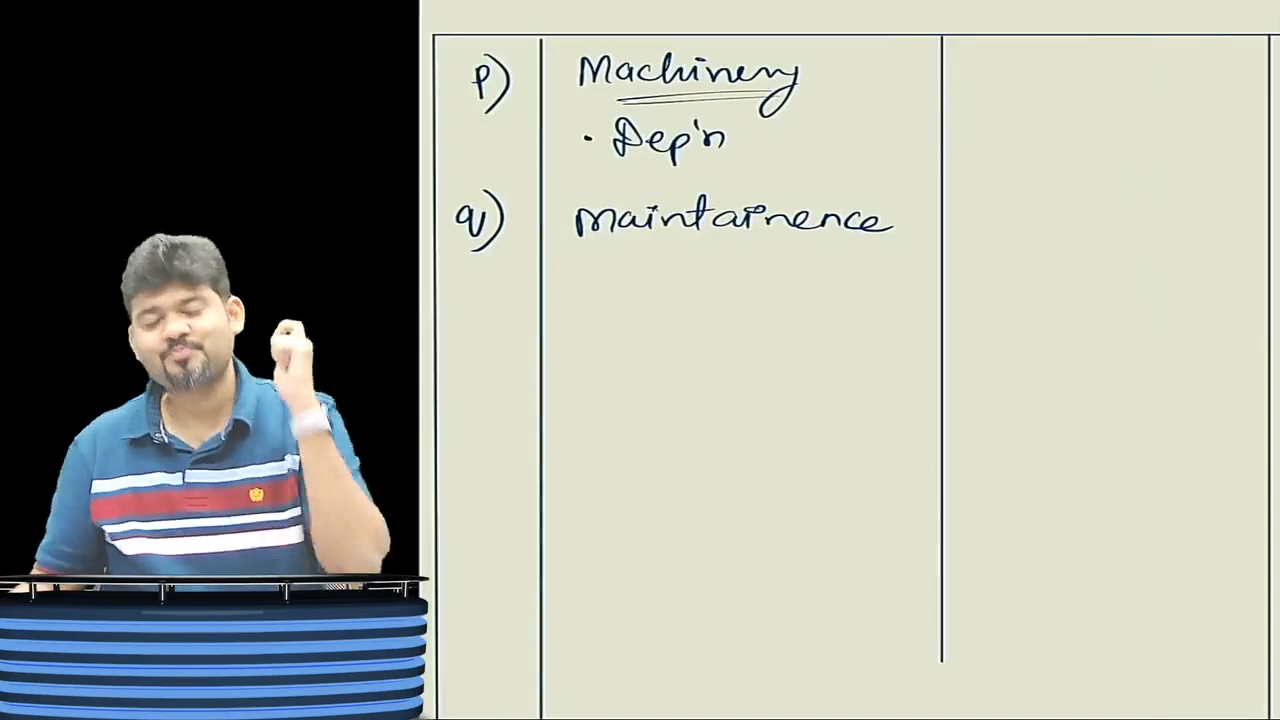 p) Machinery
• Dep'n
q) Maintainence